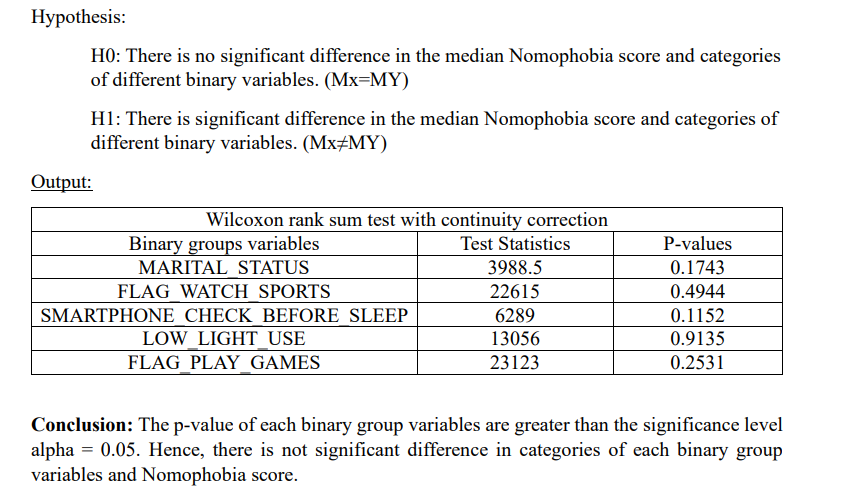 Hypothesis:
H0: There is no significant difference in the median Nomophobia score and categories
of different binary variables. (Mx=MY)
H1: There is significant difference in the median Nomophobia score and categories of
different binary variables. (Mx≠MY)
Output:
Wilcoxon rank sum test with continuity correction
Binary groups variables Test Statistics P-values
MARITAL_STATUS 3988.5 0.1743
FLAG_WATCH_SPORTS 22615 0.4944
SMARTPHONE_CHECK_BEFORE_SLEEP 6289 0.1152
LOW_LIGHT_USE 13056 0.9135
FLAG_PLAY_GAMES 23123 0.2531
Conclusion: The p-value of each binary group variables are greater than the significance level
alpha = 0.05. Hence, there is not significant difference in categories of each binary group
variables and Nomophobia score.